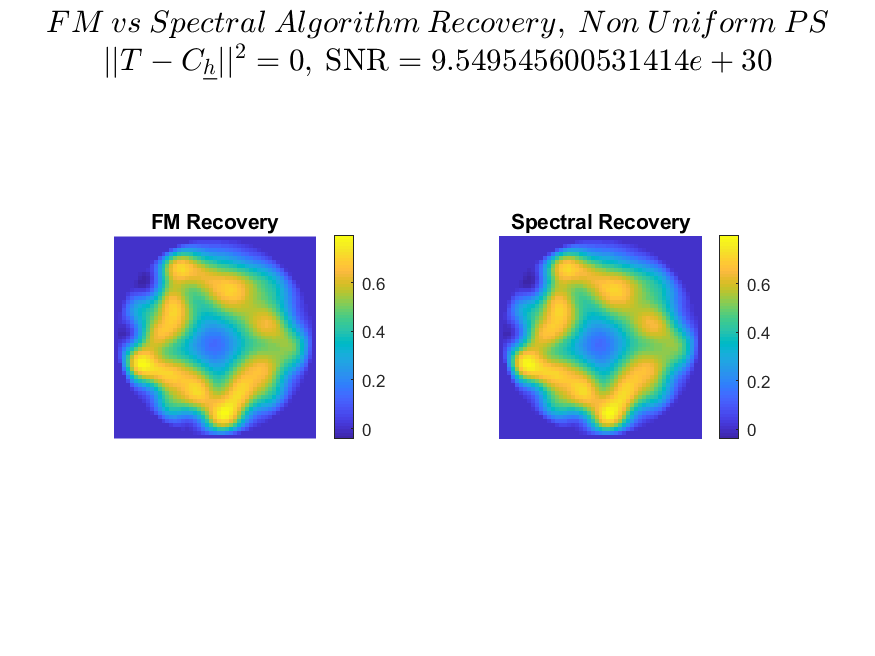 FM vs Spectral Algorithm Recovery, Non Uniform PS
||T − C_h||² = 0, SNR = 9.549545600531414e + 30
FM Recovery
Spectral Recovery
0.6
0.4
0.2
0
0.6
0.4
0.2
0